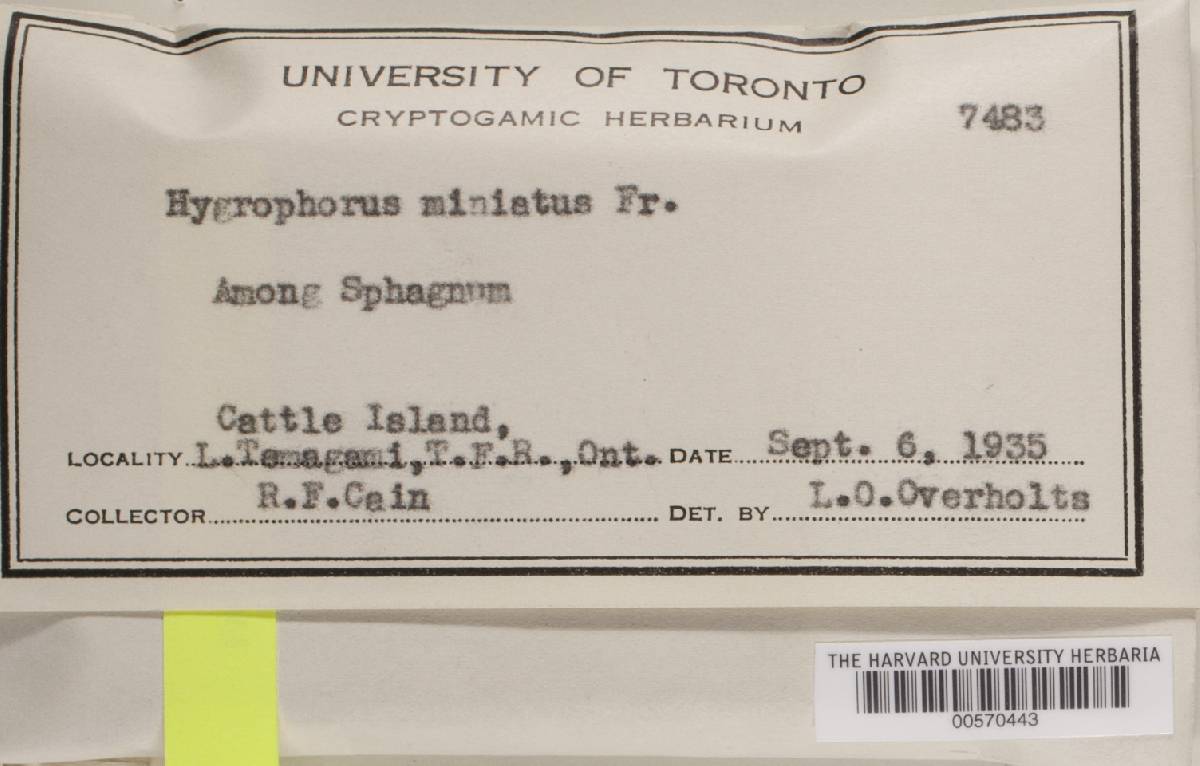 UNIVERSITY OF TORONTO
CRYPTOGAMIC HERBARIUM
7483
Hygrophorus miniatus Fr.
Among Sphagnum
Cattle Island,
LOCALITY L.Temagami,T.F.R.,Ont. DATE Sept. 6, 1935
COLLECTOR R.F.Cain DET. BY L.O.Overholts
THE HARVARD UNIVERSITY HERBARIA
00570443